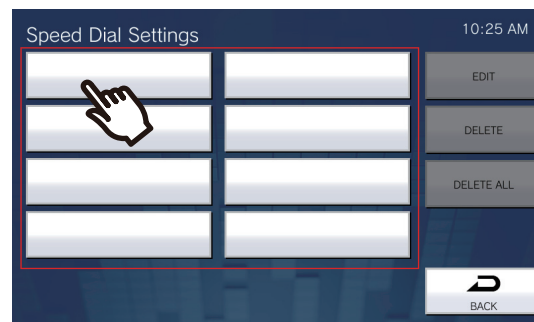 Speed Dial Settings
10:25 AM
EDIT
DELETE
DELETE ALL
BACK